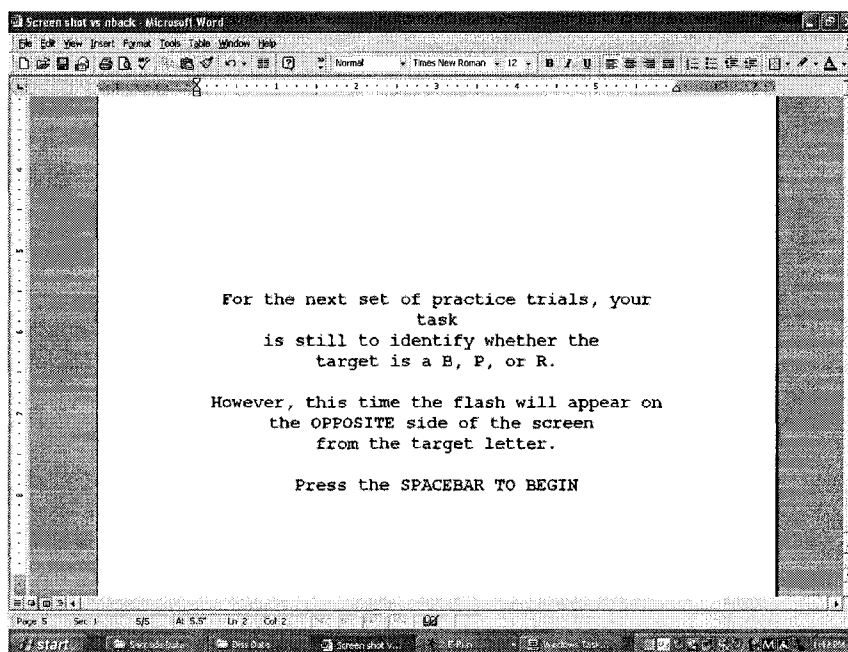 Screen shot vs nback - Microsoft Word
File Edit View Insert Format Tools Table Window Help
Normal Times New Roman 12 B I U
For the next set of practice trials, your
task
is still to identify whether the
target is a B, P, or R.
However, this time the flash will appear on
the OPPOSITE side of the screen
from the target letter.
Press the SPACEBAR TO BEGIN
Page 5 Sec 1 5/5 At 5.5" Ln 2 Col 2
start Diss Data Screen shot v... Windows Task...